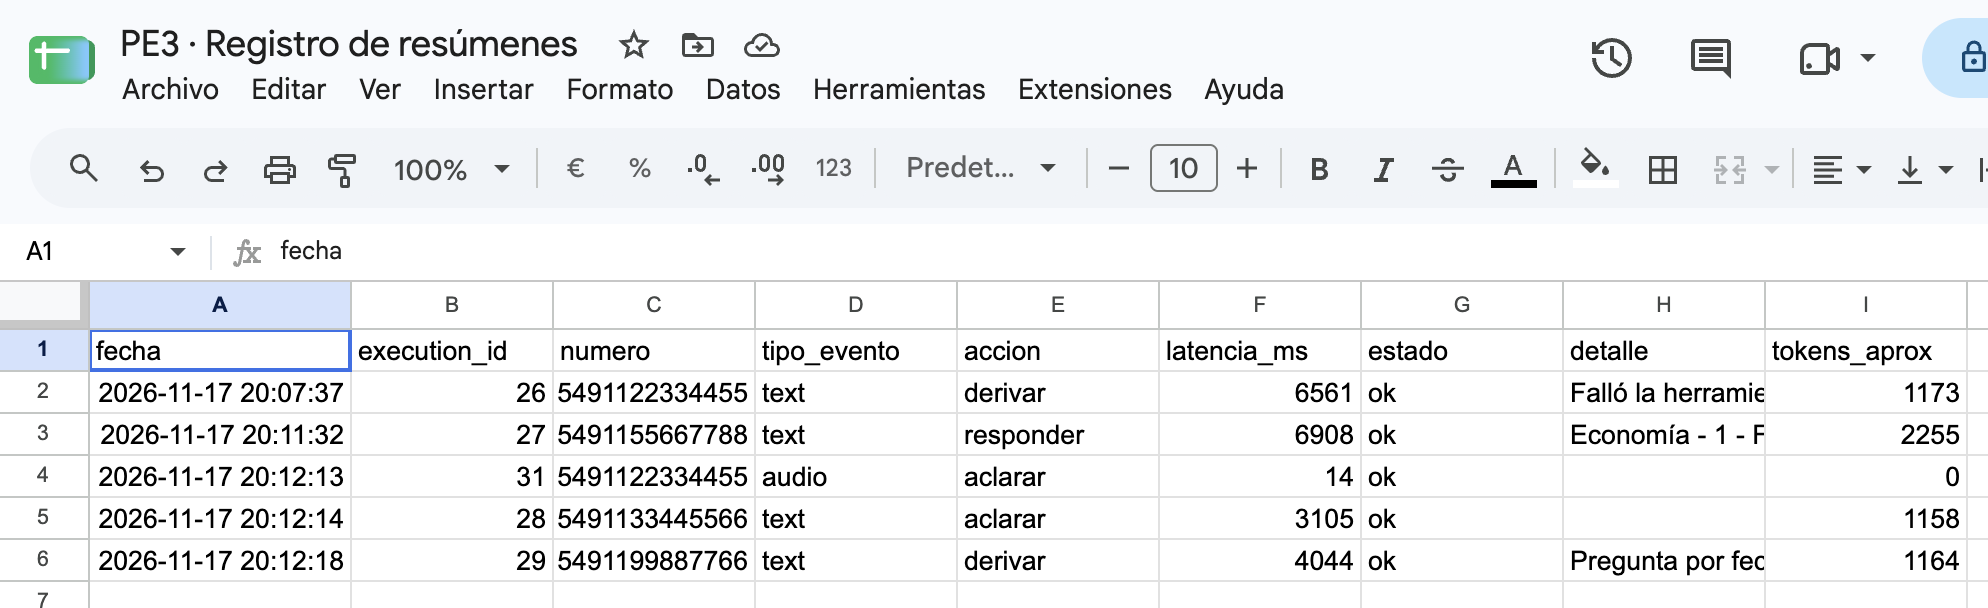 PE3 · Registro de resúmenes
Archivo Editar Ver Insertar Formato Datos Herramientas Extensiones Ayuda
100% € % .0 .00 123 Predet... 10 B I A
A1 fx fecha
A B C D E F G H I
1 fecha execution_id numero tipo_evento accion latencia_ms estado detalle tokens_aprox
2 2026-11-17 20:07:37 26 5491122334455 text derivar 6561 ok Falló la herramie 1173
3 2026-11-17 20:11:32 27 5491155667788 text responder 6908 ok Economía - 1 - F 2255
4 2026-11-17 20:12:13 31 5491122334455 audio aclarar 14 ok 0
5 2026-11-17 20:12:14 28 5491133445566 text aclarar 3105 ok 1158
6 2026-11-17 20:12:18 29 5491199887766 text derivar 4044 ok Pregunta por fec 1164
7